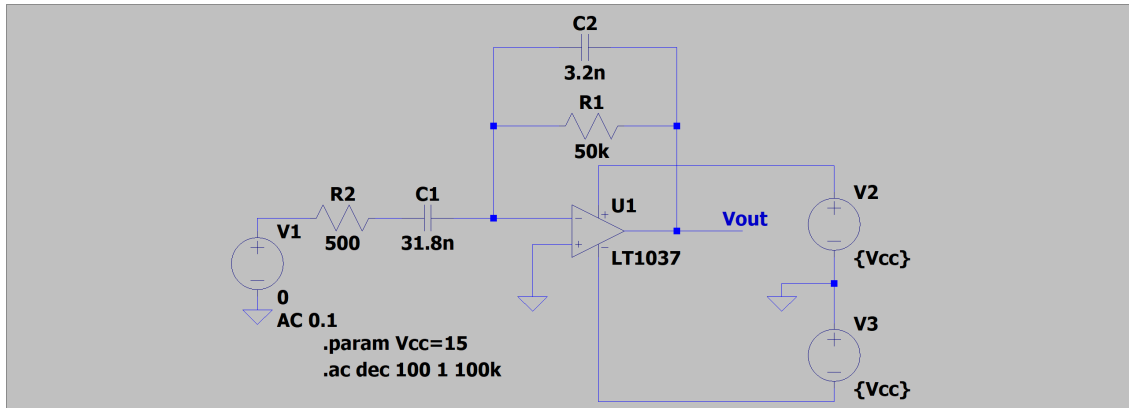 C2
3.2n
R1
50k
R2
C1
500
31.8n
V1
0
AC 0.1
.param Vcc=15
.ac dec 100 1 100k
U1
LT1037
Vout
V2
{Vcc}
V3
{Vcc}